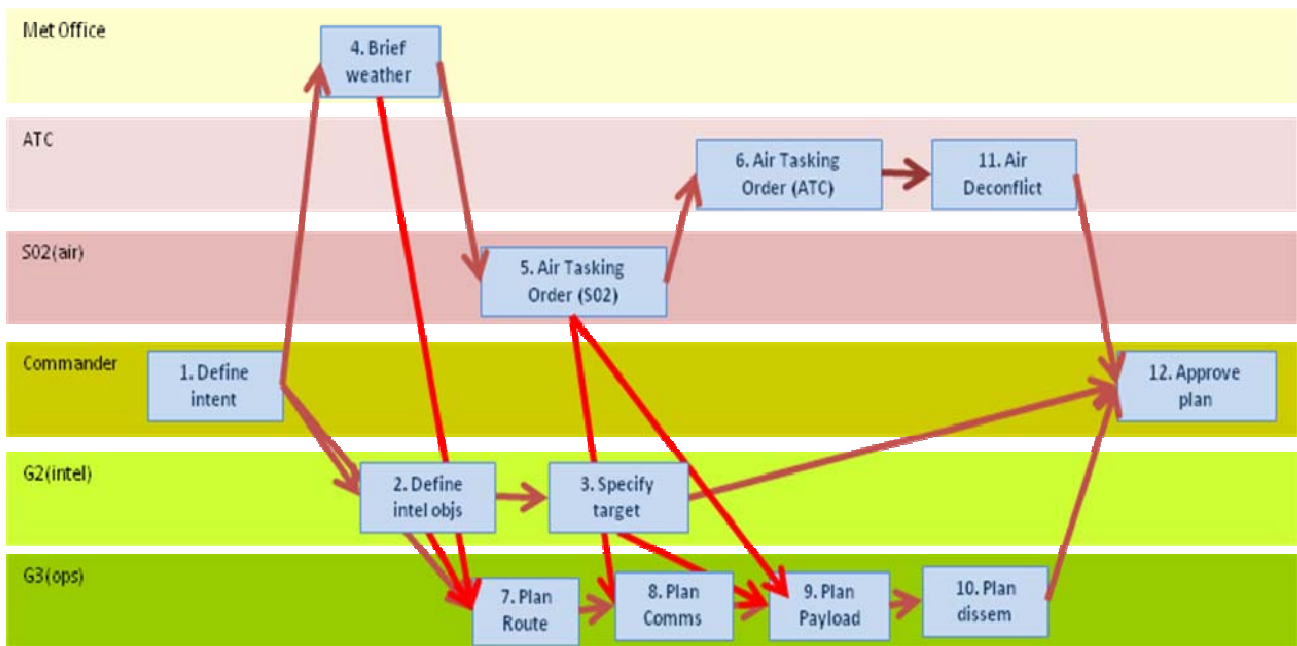 Met Office
4. Brief
weather
ATC
6. Air Tasking
Order (ATC)
11. Air
Deconflict
S02(air)
5. Air Tasking
Order (S02)
Commander
1. Define
intent
12. Approve
plan
G2(intel)
2. Define
intel objs
3. Specify
target
G3(ops)
7. Plan
Route
8. Plan
Comms
9. Plan
Payload
10. Plan
dissem